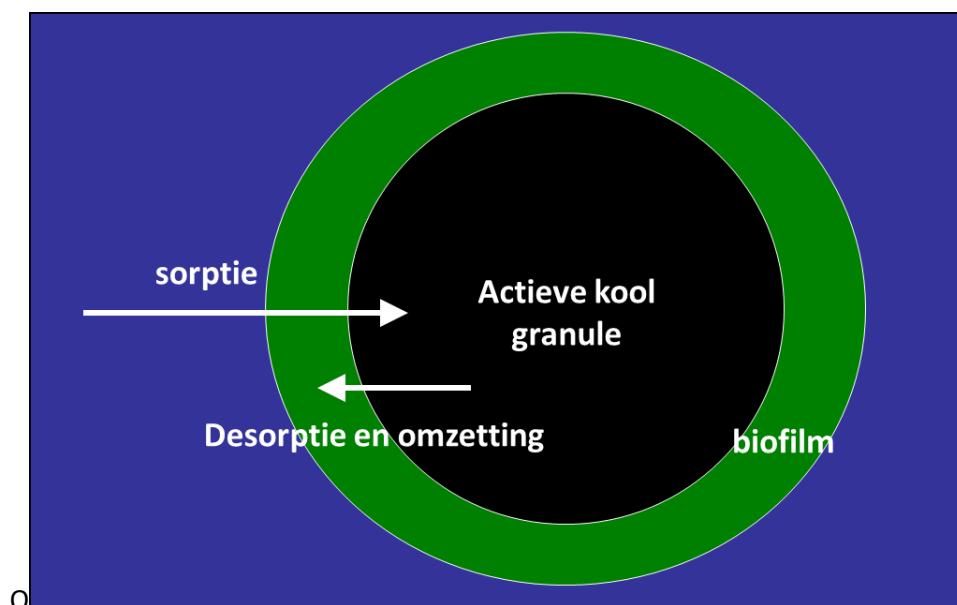 sorptie
Actieve kool
granule
Desorptie en omzetting
biofilm
O